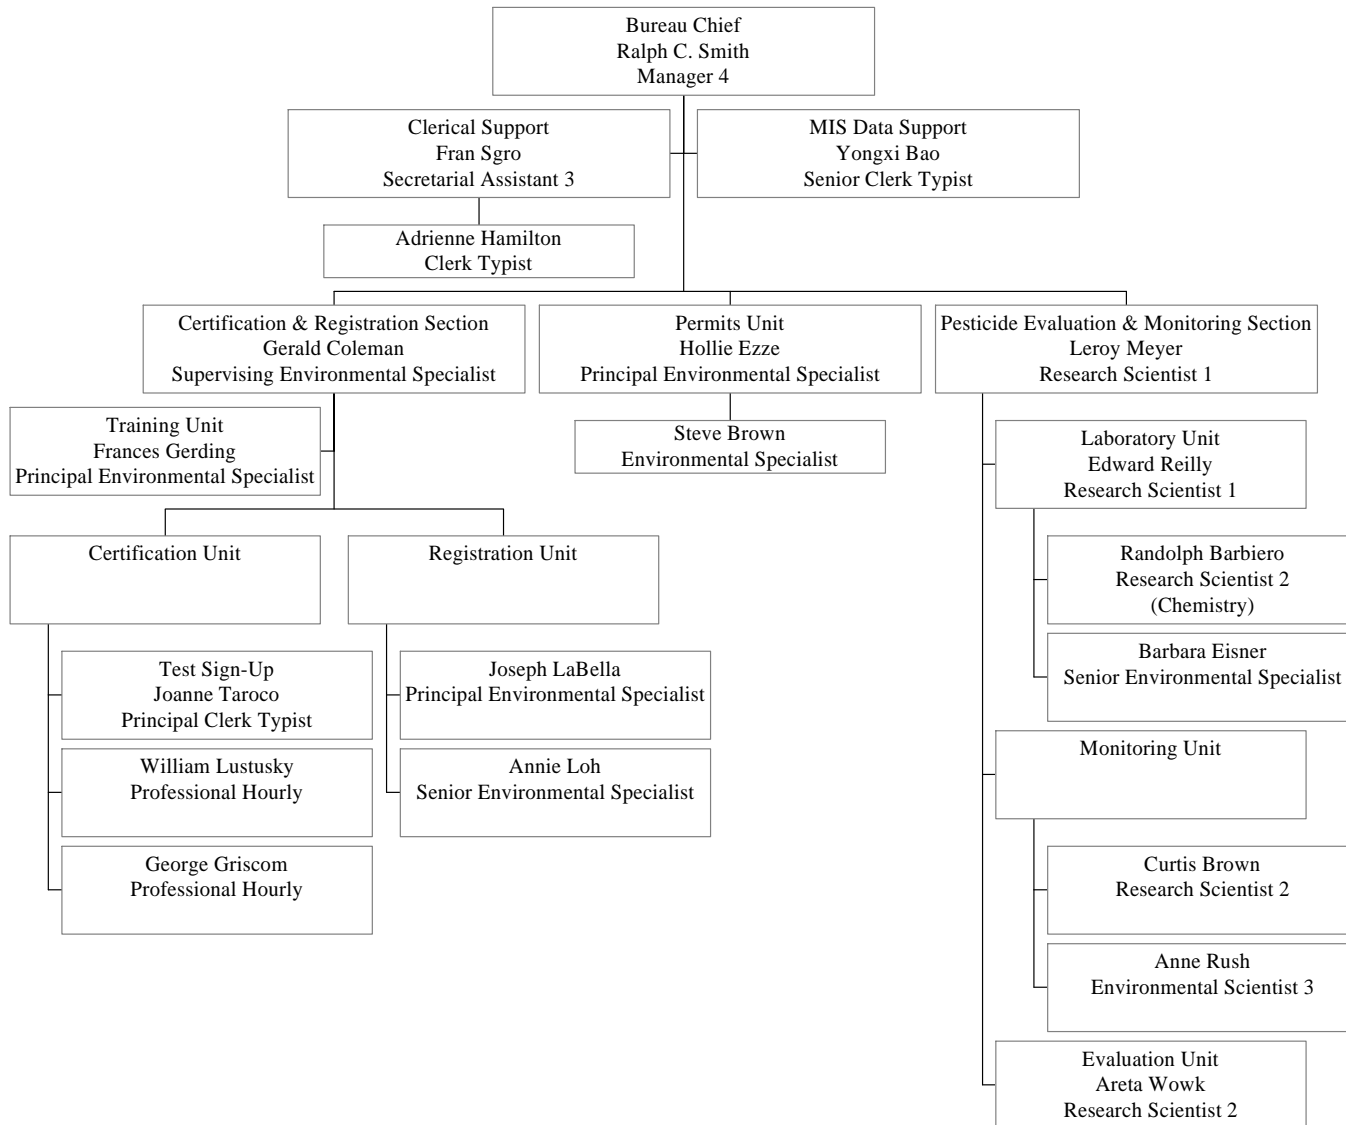 Bureau Chief
Ralph C. Smith
Manager 4
Clerical Support
Fran Sgro
Secretarial Assistant 3
MIS Data Support
Yongxi Bao
Senior Clerk Typist
Adrienne Hamilton
Clerk Typist
Certification & Registration Section
Gerald Coleman
Supervising Environmental Specialist
Permits Unit
Hollie Ezze
Principal Environmental Specialist
Pesticide Evaluation & Monitoring Section
Leroy Meyer
Research Scientist 1
Training Unit
Frances Gerding
Principal Environmental Specialist
Steve Brown
Environmental Specialist
Laboratory Unit
Edward Reilly
Research Scientist 1
Certification Unit
Registration Unit
Randolph Barbiero
Research Scientist 2
(Chemistry)
Barbara Eisner
Senior Environmental Specialist
Test Sign-Up
Joanne Taroco
Principal Clerk Typist
Joseph LaBella
Principal Environmental Specialist
Monitoring Unit
William Lustusky
Professional Hourly
Annie Loh
Senior Environmental Specialist
George Griscom
Professional Hourly
Curtis Brown
Research Scientist 2
Anne Rush
Environmental Scientist 3
Evaluation Unit
Areta Wowk
Research Scientist 2